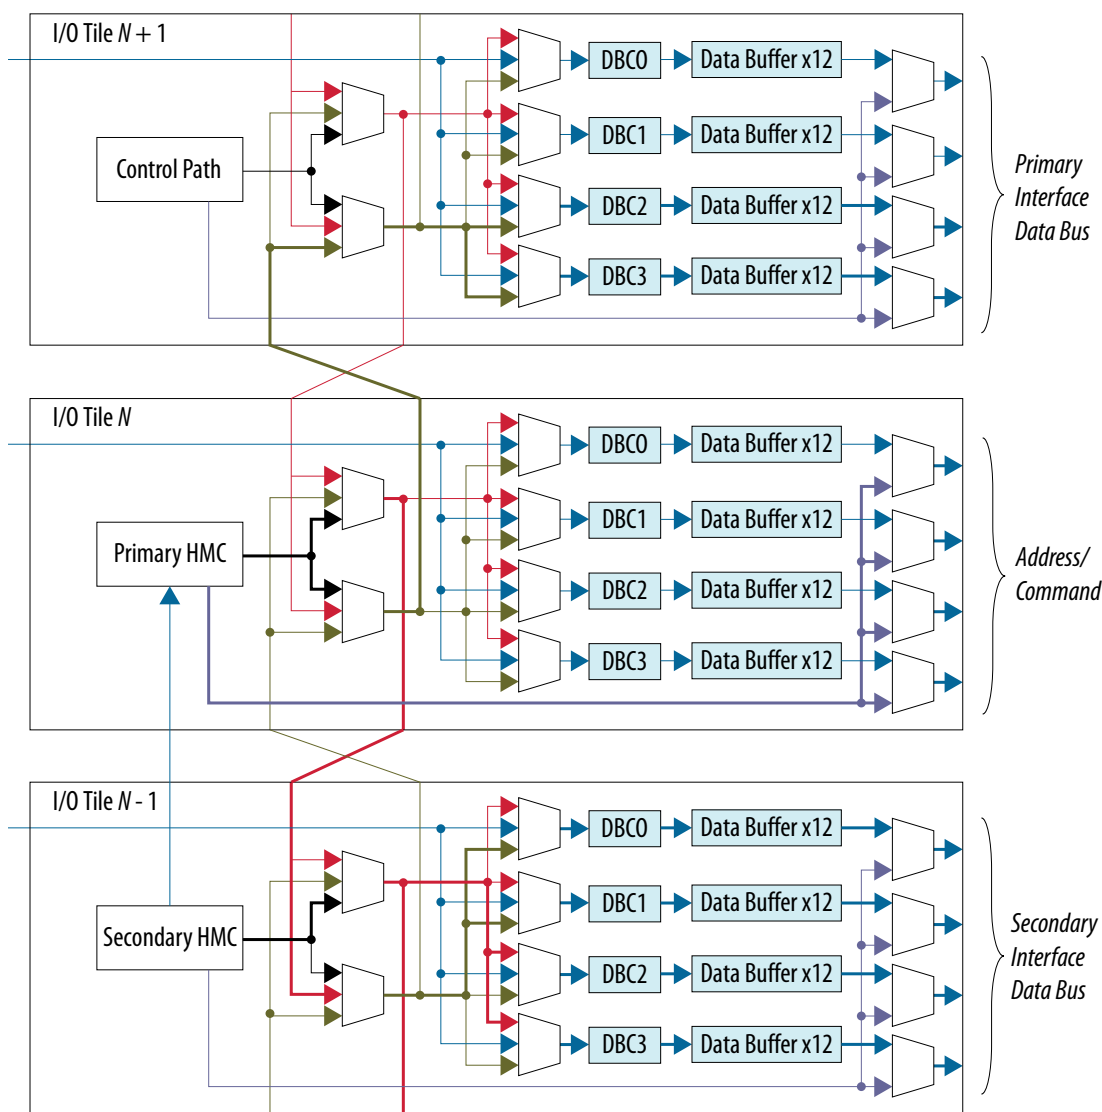 I/O Tile N + 1
DBC0 Data Buffer x12
DBC1 Data Buffer x12
Control Path
DBC2 Data Buffer x12
DBC3 Data Buffer x12
Primary
Interface
Data Bus
I/O Tile N
DBC0 Data Buffer x12
DBC1 Data Buffer x12
Primary HMC
DBC2 Data Buffer x12
DBC3 Data Buffer x12
Address/
Command
I/O Tile N - 1
DBC0 Data Buffer x12
DBC1 Data Buffer x12
Secondary HMC
DBC2 Data Buffer x12
DBC3 Data Buffer x12
Secondary
Interface
Data Bus